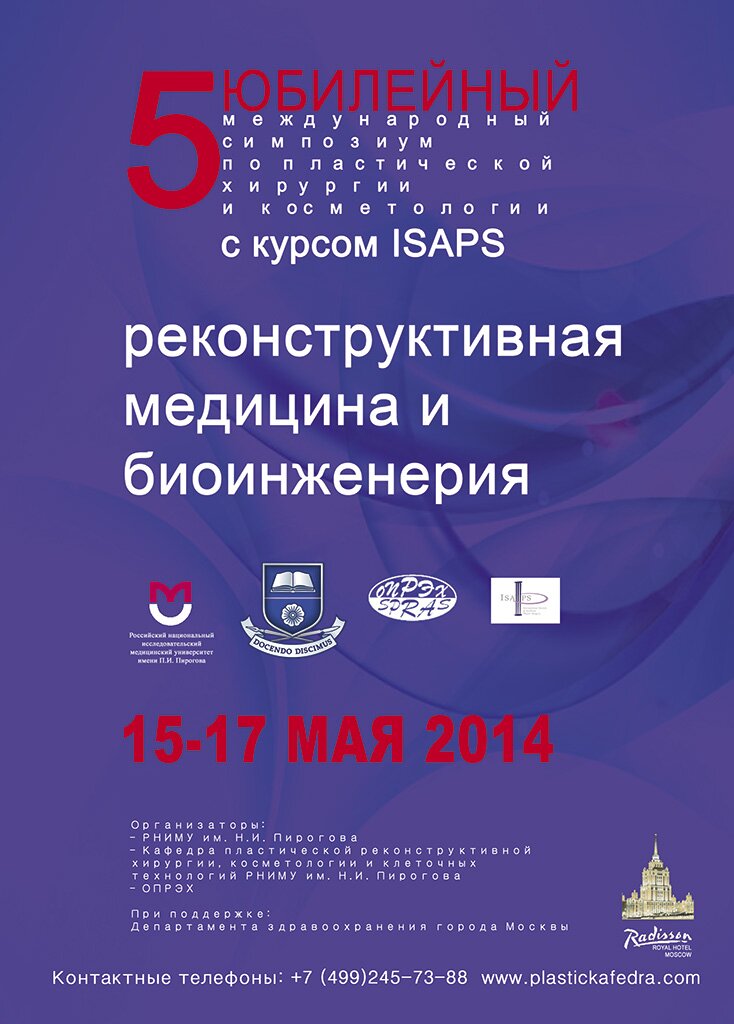 5 ЮБИЛЕЙНЫЙ
международный
симпозиум
по пластической
хирургии
и косметологии
с курсом ISAPS
реконструктивная
медицина и
биоинженерия
Российский национальный
исследовательский
медицинский университет
имени П.И. Пирогова
DOCENDO DISCIMUS
ОПРЭХ
SPRAS
ISAPS
15-17 МАЯ 2014
Организаторы:
- РНИМУ им. Н.И. Пирогова
- Кафедра пластической реконструктивной
хирургии, косметологии и клеточных
технологий РНИМУ им. Н.И. Пирогова
- ОПРЭХ
При поддержке:
Департамента здравоохранения города Москвы
Radisson
ROYAL HOTEL
MOSCOW
Контактные телефоны: +7 (499)245-73-88 www.plastickafedra.com